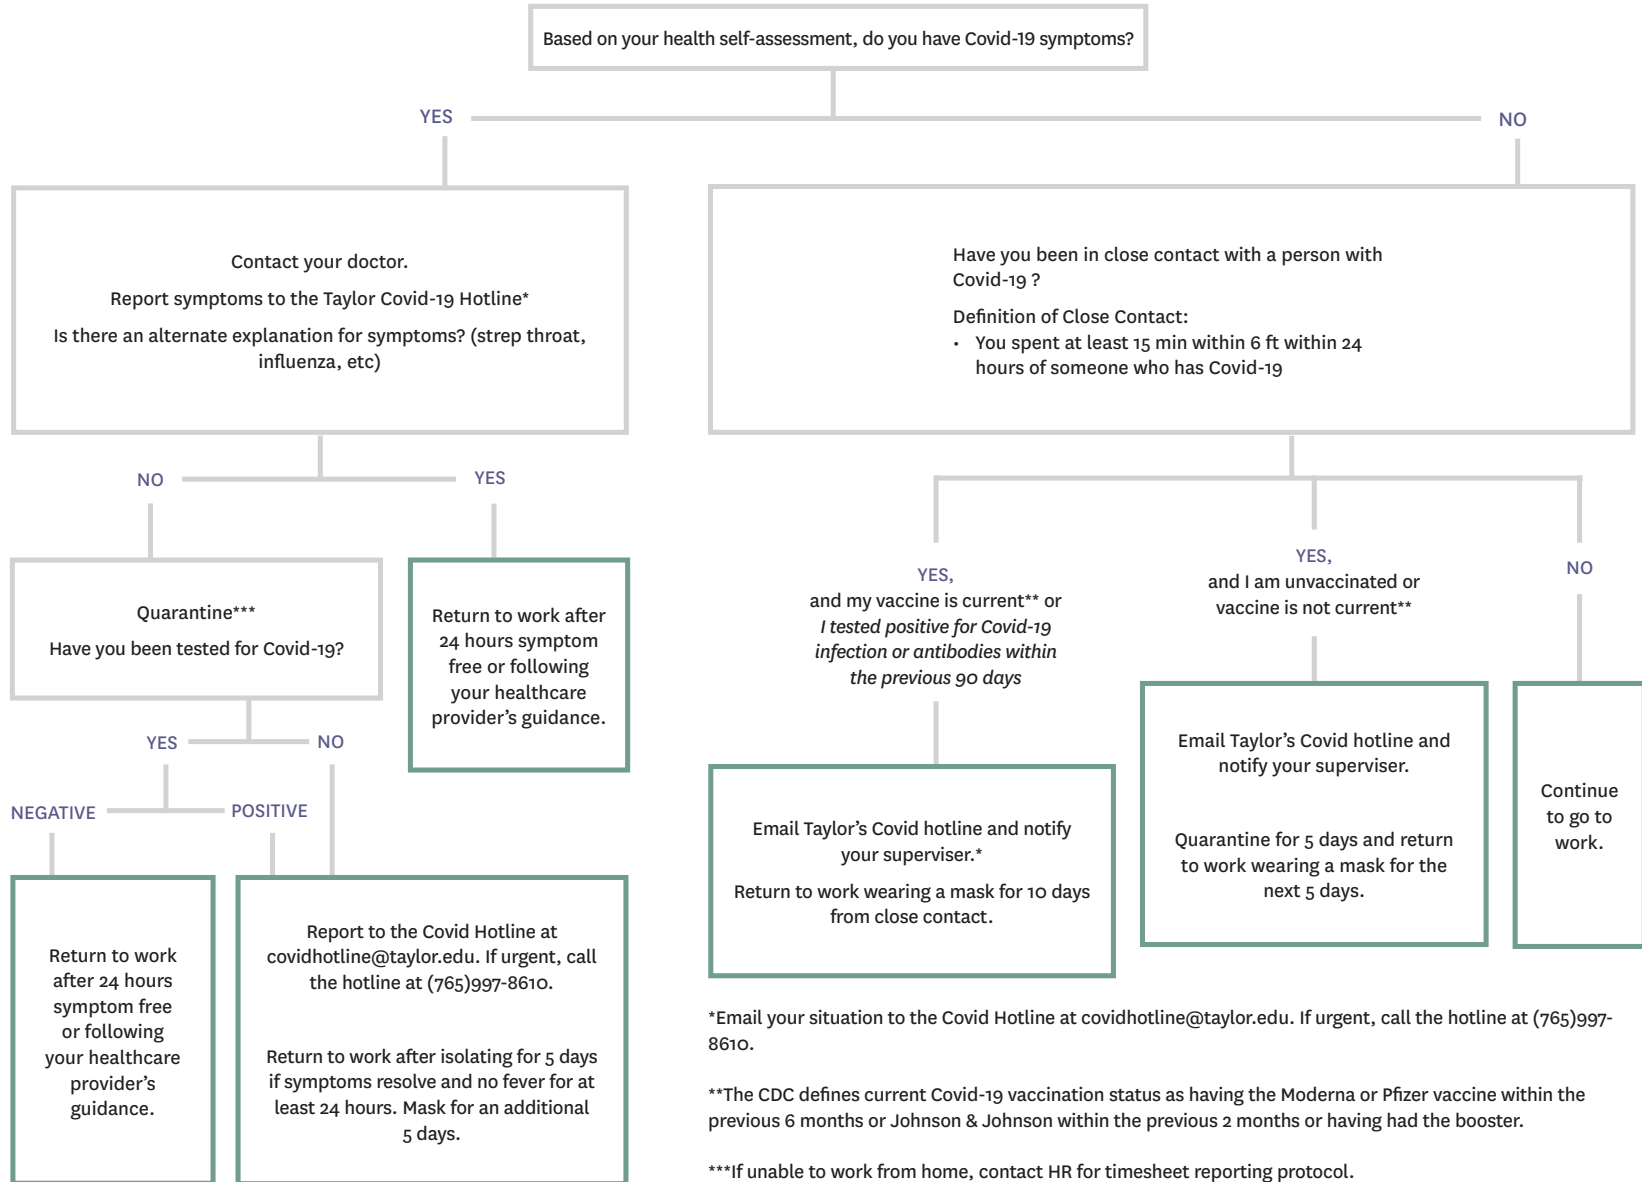 Based on your health self-assessment, do you have Covid-19 symptoms?
YES
NO
Contact your doctor.
Report symptoms to the Taylor Covid-19 Hotline*
Is there an alternate explanation for symptoms? (strep throat,
influenza, etc)
Have you been in close contact with a person with
Covid-19 ?
Definition of Close Contact:
• You spent at least 15 min within 6 ft within 24
hours of someone who has Covid-19
NO
YES
Quarantine***
Have you been tested for Covid-19?
Return to work after
24 hours symptom
free or following
your healthcare
provider's guidance.
YES
NO
NEGATIVE
POSITIVE
Return to work
after 24 hours
symptom free
or following
your healthcare
provider's
guidance.
Report to the Covid Hotline at
covidhotline@taylor.edu. If urgent, call
the hotline at (765)997-8610.
Return to work after isolating for 5 days
if symptoms resolve and no fever for at
least 24 hours. Mask for an additional
5 days.
YES,
and my vaccine is current** or
I tested positive for Covid-19
infection or antibodies within
the previous 90 days
Email Taylor's Covid hotline and notify
your superviser.*
Return to work wearing a mask for 10 days
from close contact.
YES,
and I am unvaccinated or
vaccine is not current**
Email Taylor's Covid hotline and
notify your superviser.
Quarantine for 5 days and return
to work wearing a mask for the
next 5 days.
NO
Continue
to go to
work.
*Email your situation to the Covid Hotline at covidhotline@taylor.edu. If urgent, call the hotline at (765)997-
8610.
**The CDC defines current Covid-19 vaccination status as having the Moderna or Pfizer vaccine within the
previous 6 months or Johnson & Johnson within the previous 2 months or having had the booster.
***If unable to work from home, contact HR for timesheet reporting protocol.